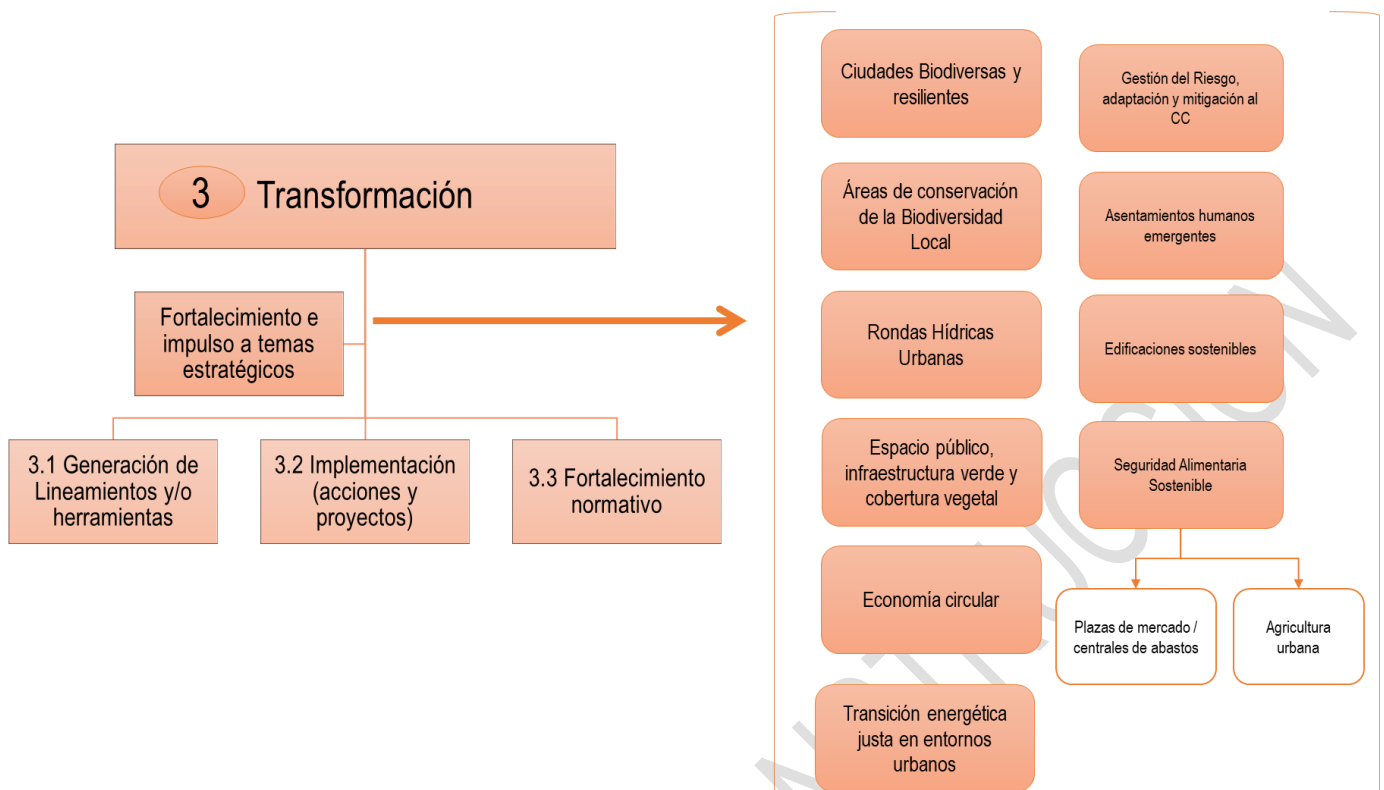 3 Transformación
Fortalecimiento e
impulso a temas
estratégicos
3.1 Generación de
Lineamientos y/o
herramientas
3.2 Implementación
(acciones y
proyectos)
3.3 Fortalecimiento
normativo
Ciudades Biodiversas y
resilientes
Áreas de conservación
de la Biodiversidad
Local
Rondas Hídricas
Urbanas
Espacio público,
infraestructura verde y
cobertura vegetal
Economía circular
Transición energética
justa en entornos
urbanos
Gestión del Riesgo,
adaptación y mitigación al
CC
Asentamientos humanos
emergentes
Edificaciones sostenibles
Seguridad Alimentaria
Sostenible
Plazas de mercado /
centrales de abastos
Agricultura
urbana